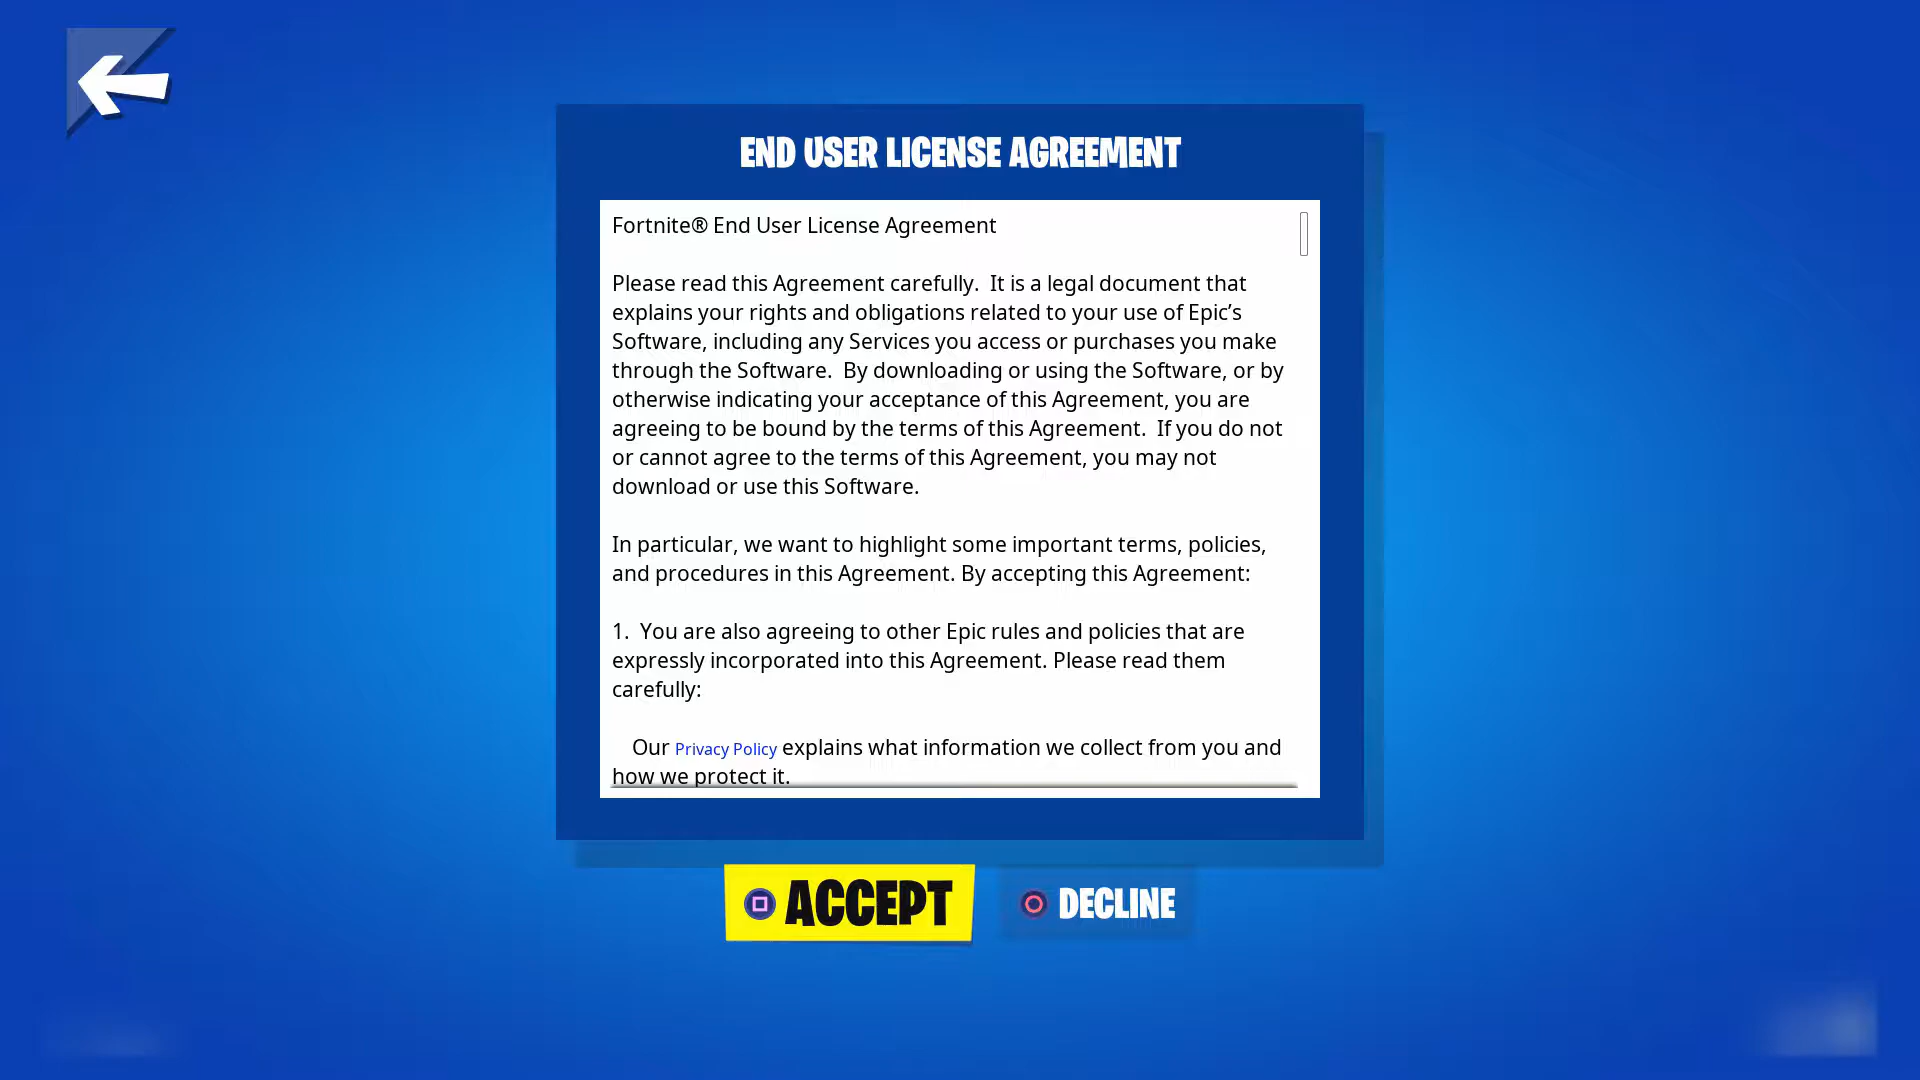 END USER LICENSE AGREEMENT
Fortnite® End User License Agreement
Please read this Agreement carefully.  It is a legal document that
explains your rights and obligations related to your use of Epic’s
Software, including any Services you access or purchases you make
through the Software.  By downloading or using the Software, or by
otherwise indicating your acceptance of this Agreement, you are
agreeing to be bound by the terms of this Agreement.  If you do not
or cannot agree to the terms of this Agreement, you may not
download or use this Software.
In particular, we want to highlight some important terms, policies,
and procedures in this Agreement. By accepting this Agreement:
1.  You are also agreeing to other Epic rules and policies that are
expressly incorporated into this Agreement. Please read them
carefully:
Our Privacy Policy explains what information we collect from you and
how we protect it.
ACCEPT
DECLINE